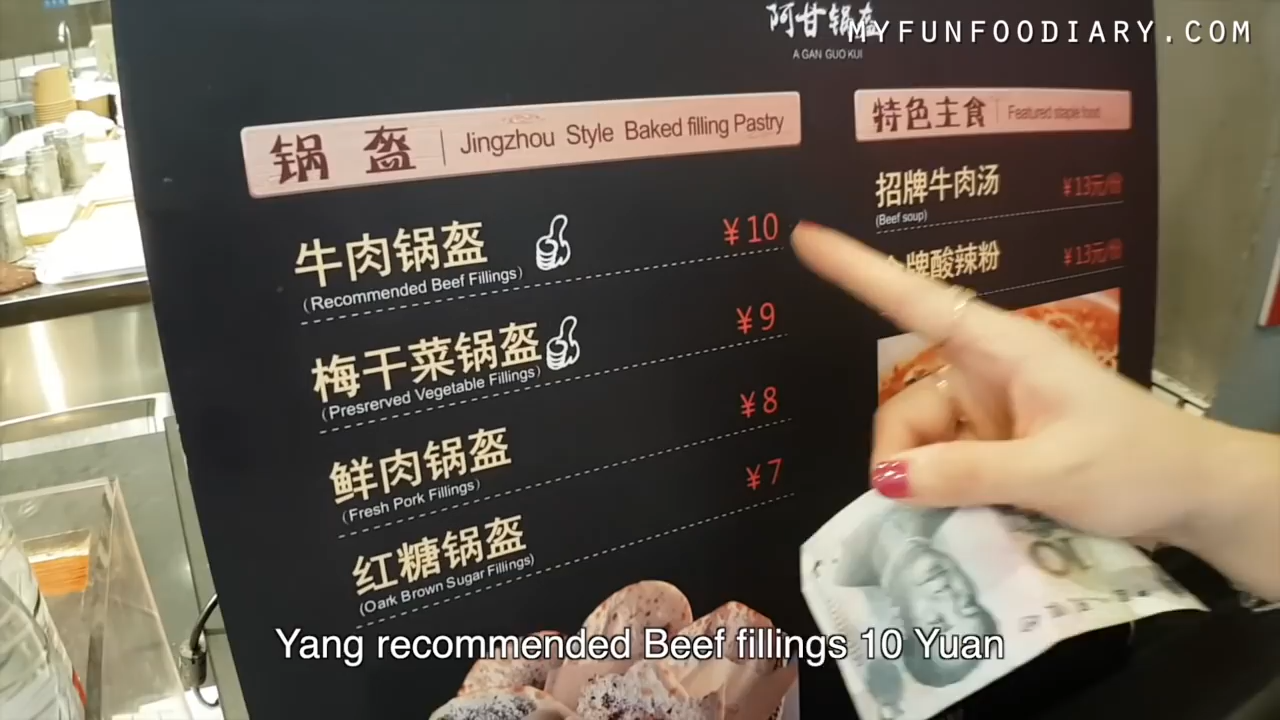 阿甘锅盔
MYFUNFOODIARY.COM
A GAN GUO KUI
锅 盔 Jingzhou Style Baked filling Pastry
牛肉锅盔 ¥10
(Recommended Beef Fillings)
梅干菜锅盔 ¥9
(Presrerved Vegetable Fillings)
鲜肉锅盔 ¥8
(Fresh Pork Fillings)
红糖锅盔 ¥7
(Oark Brown Sugar Fillings)
特色主食 Featured staple food
招牌牛肉汤 ¥13元/
(Beef soup)
牌酸辣粉 ¥13元/
Yang recommended Beef fillings 10 Yuan